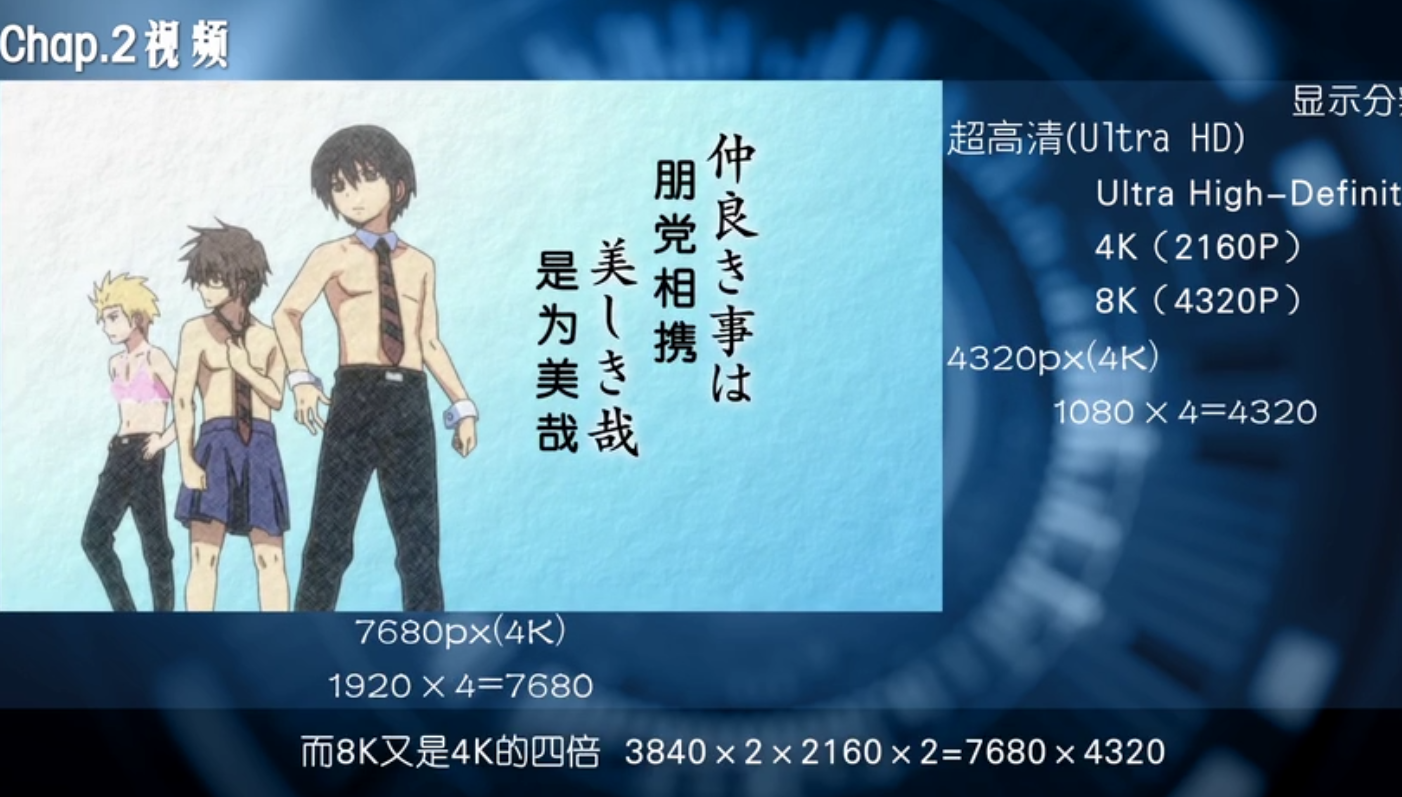 Chap.2视频
显示分
超高清(Ultra HD)
Ultra High-Definit
4K（2160P）
8K（4320P）
4320px(4K)
1080×4=4320
仲良き事は
朋党相携
美しき哉
是为美哉
7680px(4K)
1920×4=7680
而8K又是4K的四倍 3840×2×2160×2=7680×4320